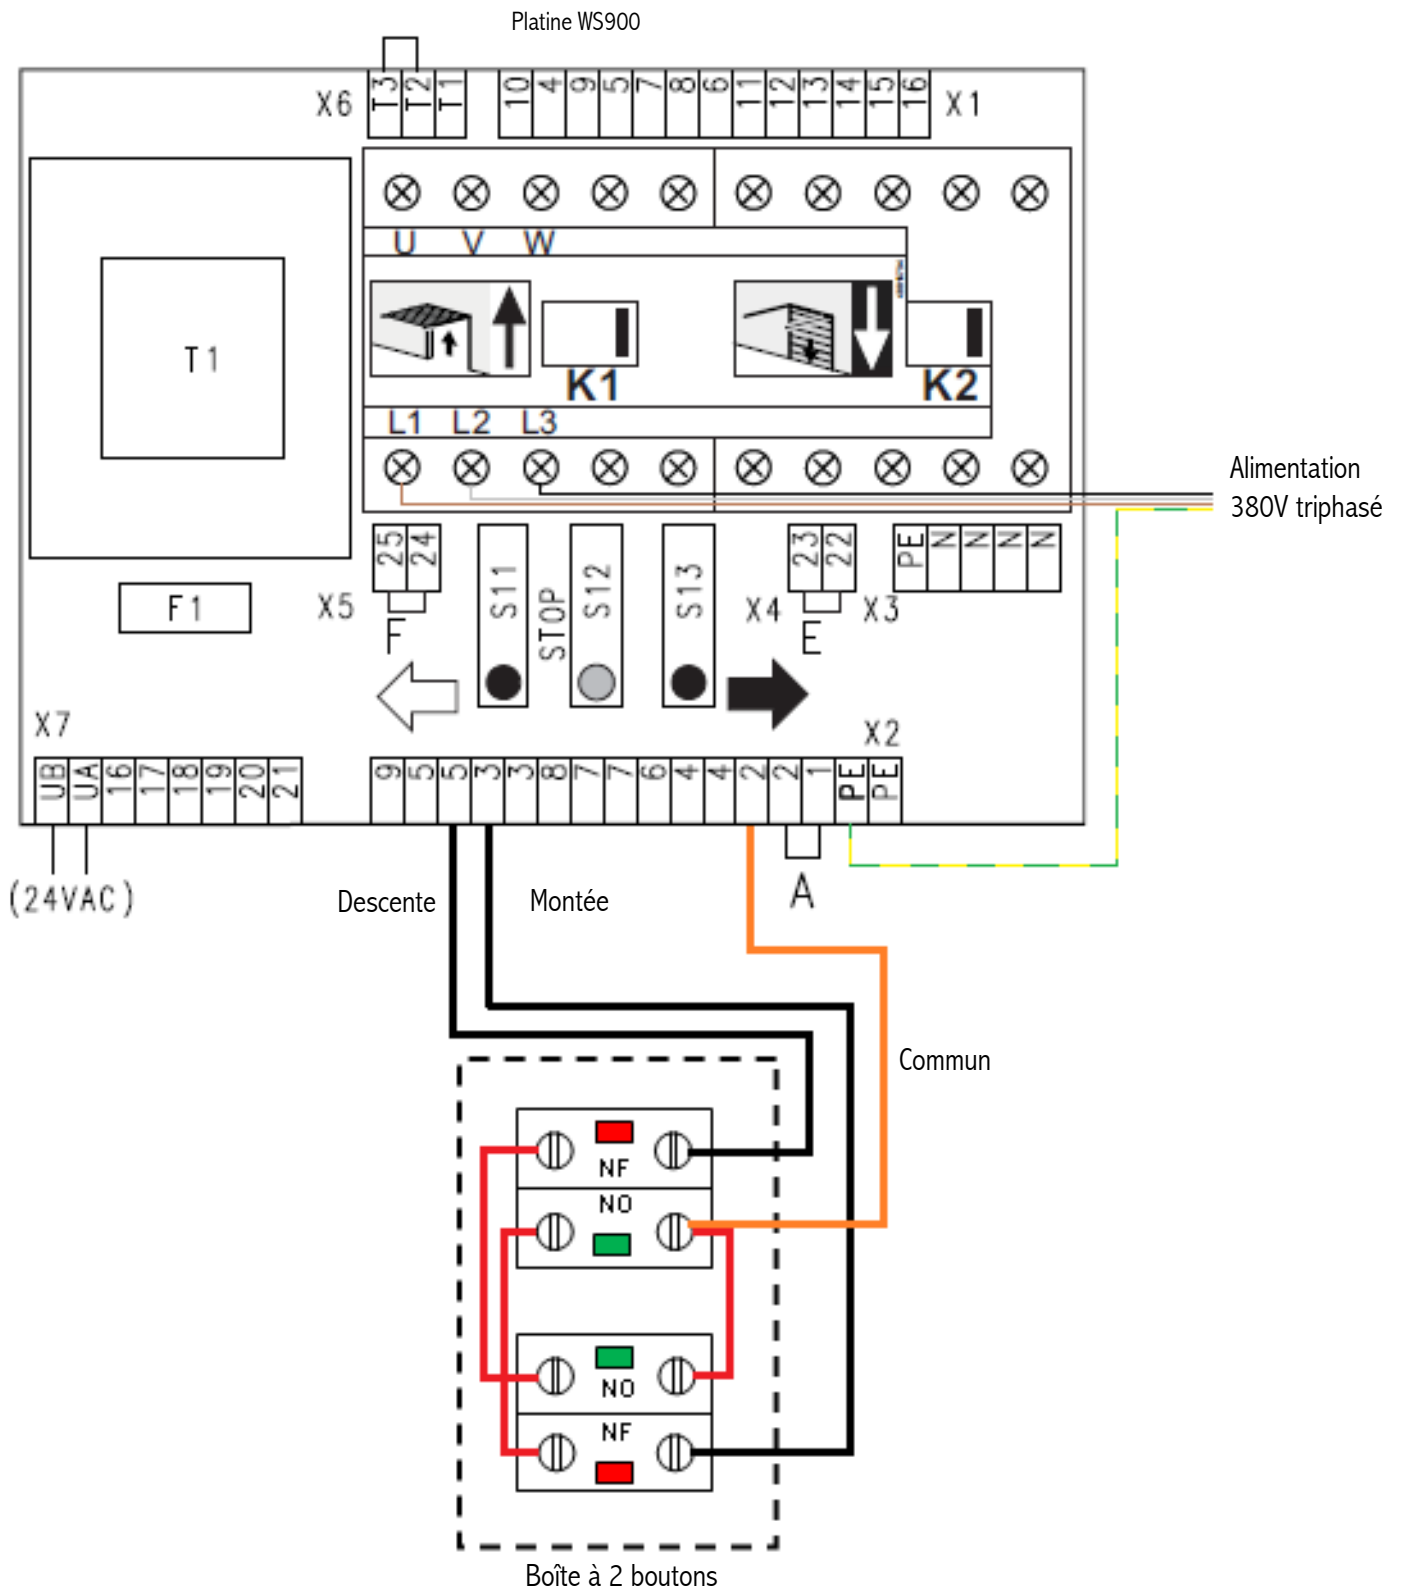 Platine WS900
X6
T3 T2 T1
10 4 9 5 7 8 6 11 12 13 14 15 16
X1
U V W
T1
K1
K2
L1 L2 L3
Alimentation
380V triphasé
25 24
S11
STOP
S12
S13
23 22
PE N N N N
F1
X5
F
X4
E
X3
X7
X2
UB UA 16 17 18 19 20 21
9 5 5 3 3 8 7 7 6 4 4 2 2 1 PE PE
(24VAC)
Descente
Montée
A
Commun
NF
NO
NO
NF
Boîte à 2 boutons